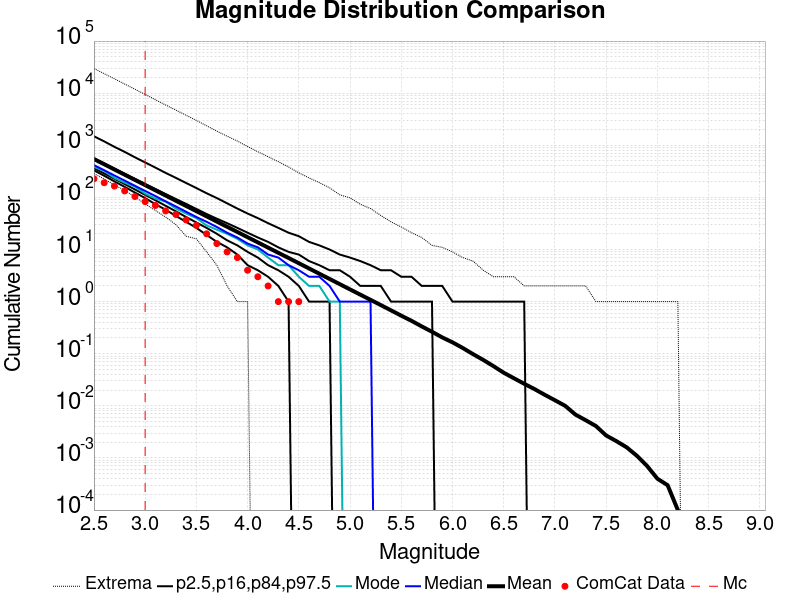 Magnitude Distribution Comparison
10^5
10^4
10^3
10^2
10^1
10^0
10^-1
10^-2
10^-3
10^-4
Cumulative Number
2.5 3.0 3.5 4.0 4.5 5.0 5.5 6.0 6.5 7.0 7.5 8.0 8.5 9.0
Magnitude
Extrema p2.5,p16,p84,p97.5 Mode Median Mean ComCat Data Mc